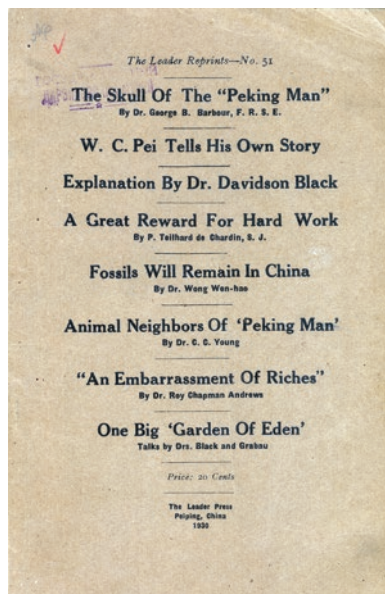 The Leader Reprints—No. 51
The Skull Of The "Peking Man"
By Dr. George B. Barbour, F. R. S. E.
W. C. Pei Tells His Own Story
Explanation By Dr. Davidson Black
A Great Reward For Hard Work
By P. Teilhard de Chardin, S. J.
Fossils Will Remain In China
By Dr. Wong Wen-hao
Animal Neighbors Of 'Peking Man'
By Dr. C. C. Young
"An Embarrassment Of Riches"
By Dr. Roy Chapman Andrews
One Big 'Garden Of Eden'
Talks by Drs. Black and Grabau
Price: 20 Cents
The Leader Press
Peiping, China
1930